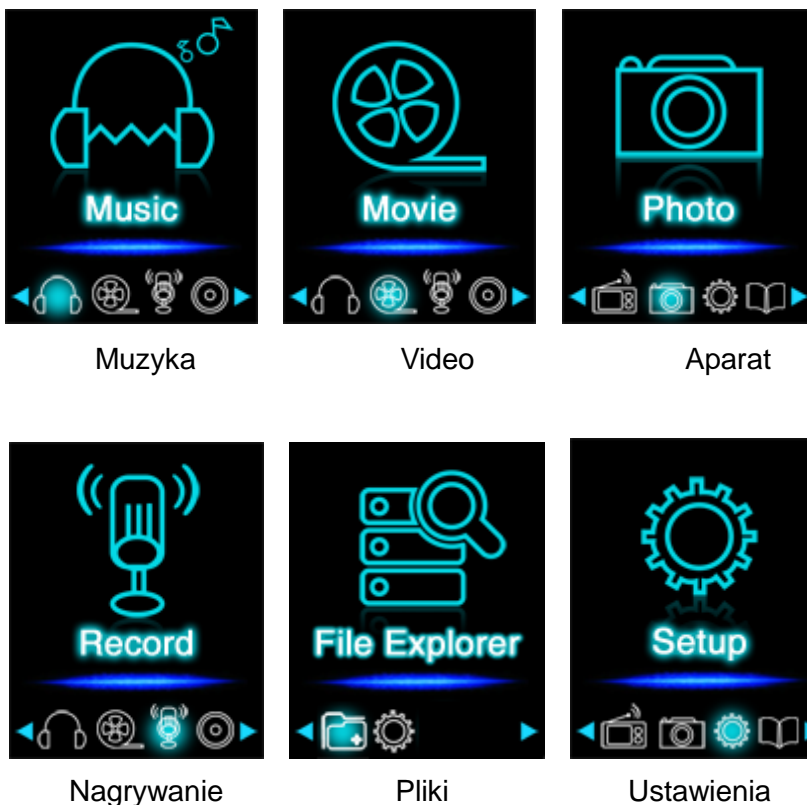 Music
Movie
Photo
Muzyka
Video
Aparat
Record
File Explorer
Setup
Nagrywanie
Pliki
Ustawienia